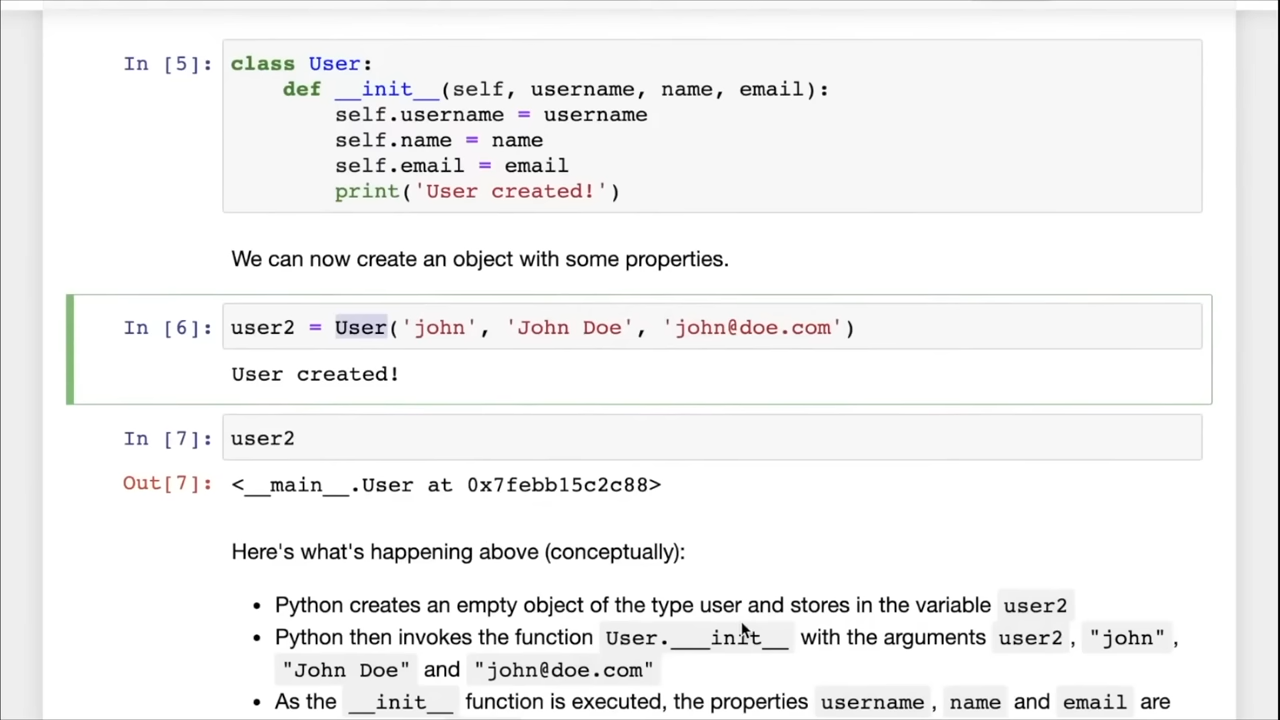 In [5]: class User:
def __init__(self, username, name, email):
self.username = username
self.name = name
self.email = email
print('User created!')
We can now create an object with some properties.
In [6]: user2 = User('john', 'John Doe', 'john@doe.com')
User created!
In [7]: user2
Out[7]: <__main__.User at 0x7febb15c2c88>
Here's what's happening above (conceptually):
• Python creates an empty object of the type user and stores in the variable user2
• Python then invokes the function User.___init__ with the arguments user2, "john",
"John Doe" and "john@doe.com"
• As the __init__ function is executed, the properties username, name and email are